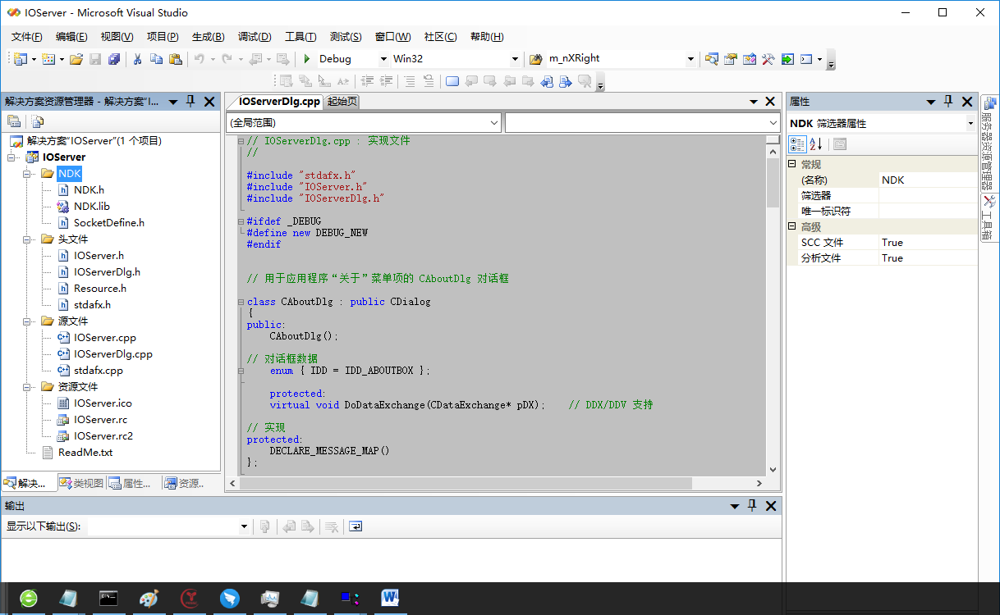 IOServer - Microsoft Visual Studio
文件(F) 编辑(E) 视图(V) 项目(P) 生成(B) 调试(D) 工具(T) 测试(S) 窗口(W) 社区(C) 帮助(H)
Debug Win32 m_nXRight
解决方案资源管理器 - 解决方案"I...
解决方案"IOServer"(1 个项目)
IOServer
NDK
NDK.h
NDK.lib
SocketDefine.h
头文件
IOServer.h
IOServerDlg.h
Resource.h
stdafx.h
源文件
IOServer.cpp
IOServerDlg.cpp
stdafx.cpp
资源文件
IOServer.ico
IOServer.rc
IOServer.rc2
ReadMe.txt
解决... 类视图 属性... 资源..
IOServerDlg.cpp 起始页
(全局范围)
// IOServerDlg.cpp : 实现文件
//
#include "stdafx.h"
#include "IOServer.h"
#include "IOServerDlg.h"
#ifdef _DEBUG
#define new DEBUG_NEW
#endif
// 用于应用程序“关于”菜单项的 CAboutDlg 对话框
class CAboutDlg : public CDialog
{
public:
CAboutDlg();
// 对话框数据
enum { IDD = IDD_ABOUTBOX };
protected:
virtual void DoDataExchange(CDataExchange* pDX); // DDX/DDV 支持
// 实现
protected:
DECLARE_MESSAGE_MAP()
};
属性
NDK 筛选器属性
常规
(名称) NDK
筛选器
唯一标识符
高级
SCC 文件 True
分析文件 True
服务器资源管理器
工具箱
输出
显示以下输出(S):